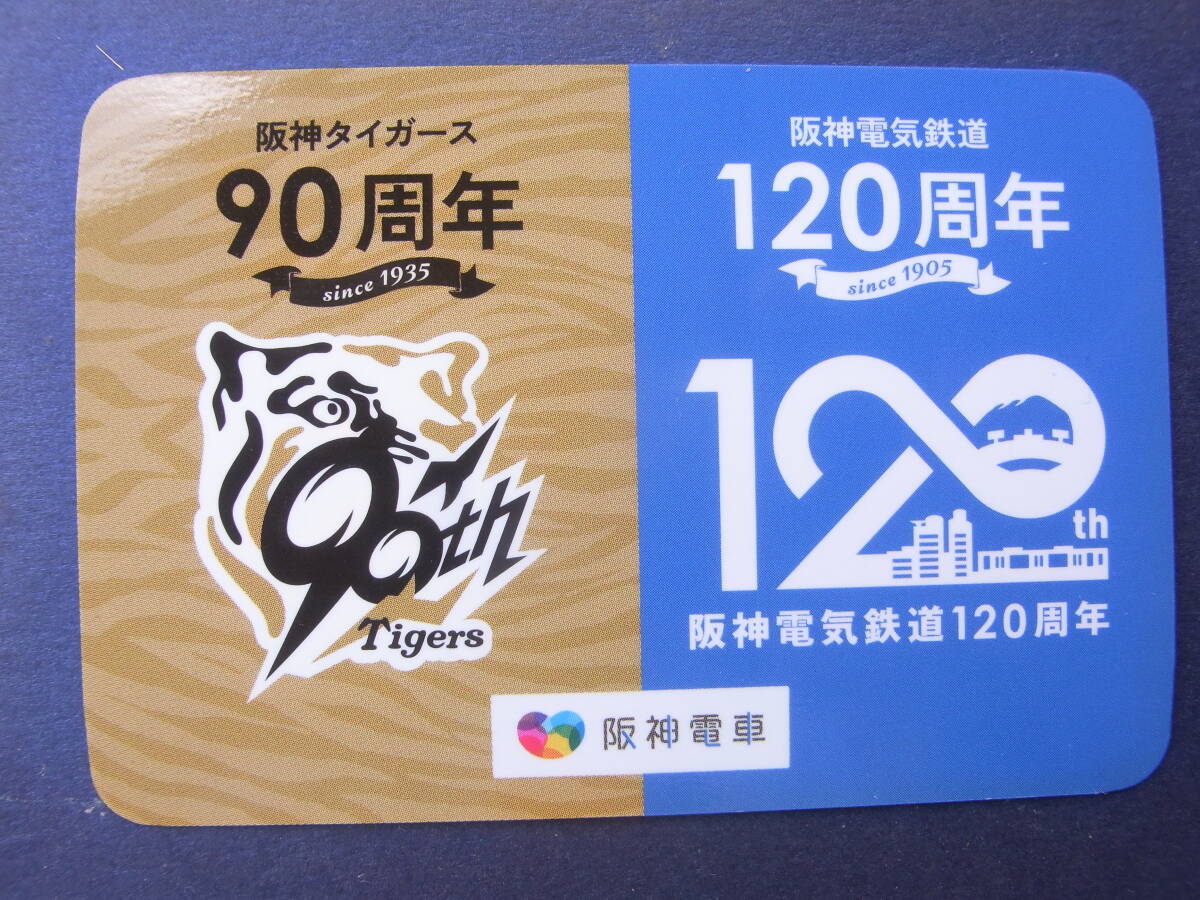 阪神タイガース
90周年
since 1935
90th
Tigers
阪神電気鉄道
120周年
since 1905
120th
阪神電気鉄道120周年
阪神電車